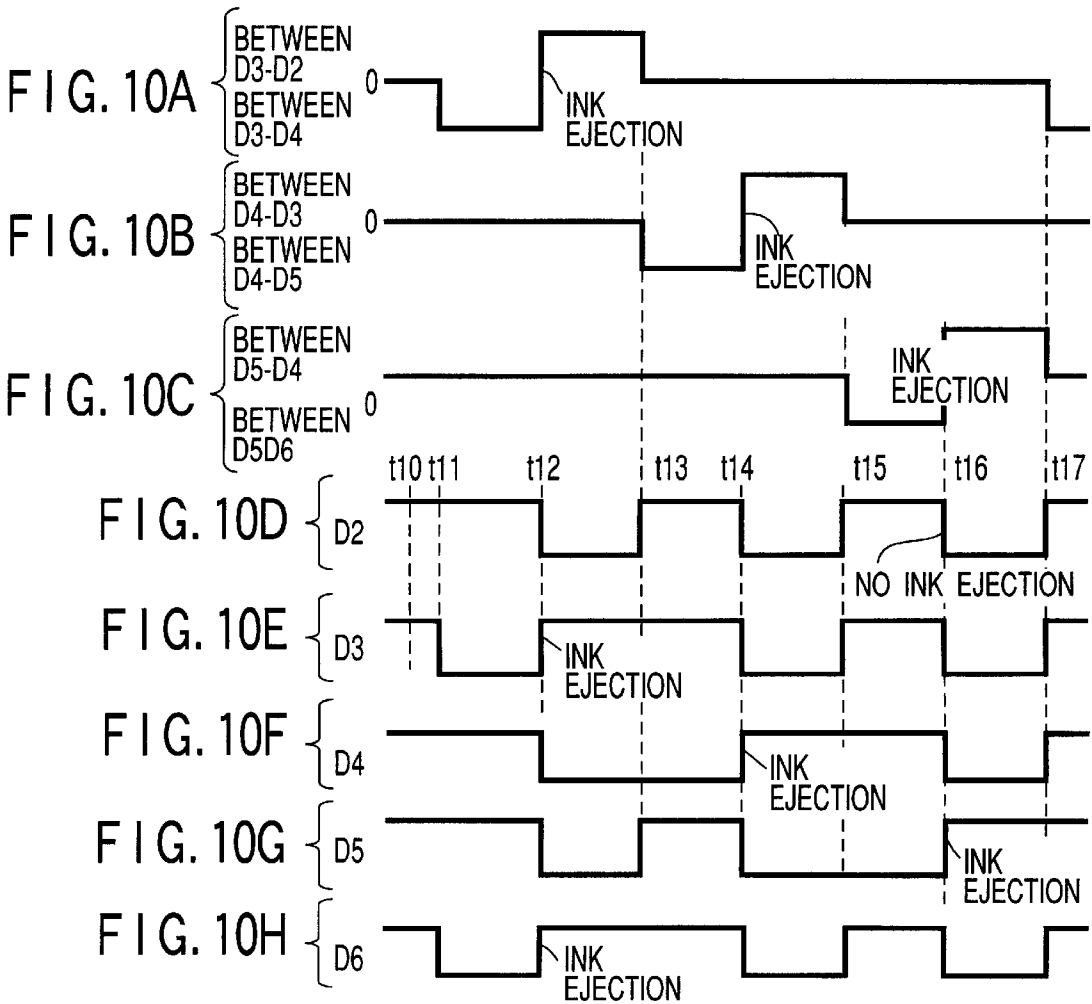 FIG. 10A
BETWEEN
D3-D2
BETWEEN
D3-D4
0
INK
EJECTION
FIG. 10B
BETWEEN
D4-D3
BETWEEN
D4-D5
0
INK
EJECTION
FIG. 10C
BETWEEN
D5-D4
BETWEEN
D5D6
0
INK
EJECTION
t10 t11 t12 t13 t14 t15 t16 t17
FIG. 10D
D2
NO INK EJECTION
FIG. 10E
D3
INK
EJECTION
FIG. 10F
D4
INK
EJECTION
FIG. 10G
D5
INK
EJECTION
FIG. 10H
D6
INK
EJECTION